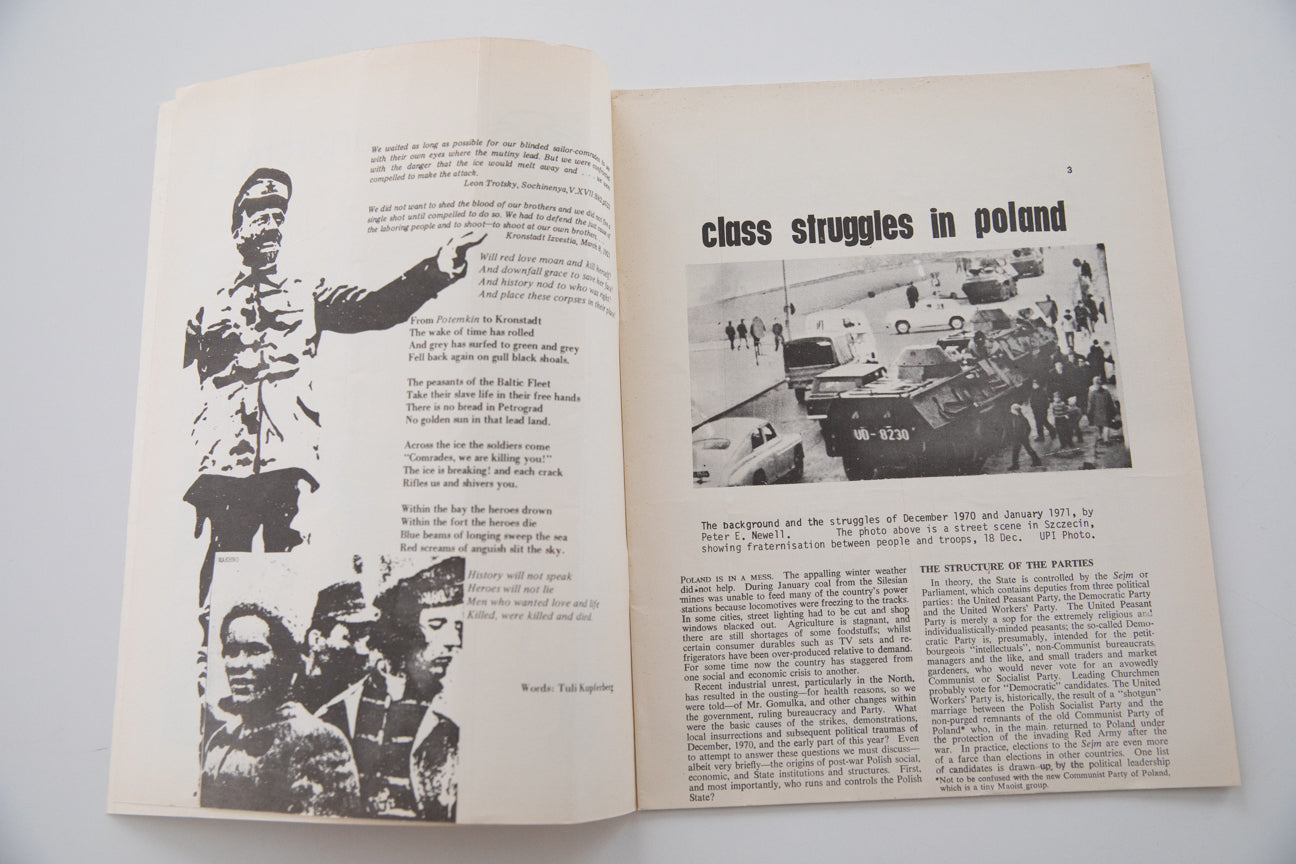 We waited as long as possible for our blinded sailor-comrades to see
with their own eyes where the mutiny lead. But we were confronted
with the danger that the ice would melt away and . . . we were
compelled to make the attack.
Leon Trotsky, Sochinenya, V.XVII,
We did not want to shed the blood of our brothers and we did not fire a
single shot until compelled to do so. We had to defend the just cause of
the laboring people and to shoot—to shoot at our own brothers.
Kronstadt Izvestia, March 8, 1921
Will red love moan and kill herself?
And downfall grace to save her face?
And history nod to who was right?
And place these corpses in their place?
From Potemkin to Kronstadt
The wake of time has rolled
And grey has surfed to green and grey
Fell back again on gull black shoals.
The peasants of the Baltic Fleet
Take their slave life in their free hands
There is no bread in Petrograd
No golden sun in that lead land.
Across the ice the soldiers come
"Comrades, we are killing you!"
The ice is breaking! and each crack
Rifles us and shivers you.
Within the bay the heroes drown
Within the fort the heroes die
Blue beams of longing sweep the sea
Red screams of anguish slit the sky.
History will not speak
Heroes will not lie
Men who wanted love and life
Killed, were killed and died.
Words: Tuli Kupferberg
3
class struggles in poland
UD-8230
The background and the struggles of December 1970 and January 1971, by
Peter E. Newell. The photo above is a street scene in Szczecin,
showing fraternisation between people and troops, 18 Dec. UPI Photo.
POLAND IS IN A MESS. The appalling winter weather
did not help. During January coal from the Silesian
mines was unable to feed many of the country's power
stations because locomotives were freezing to the tracks.
In some cities, street lighting had to be cut and shop
windows blacked out. Agriculture is stagnant, and
there are still shortages of some foodstuffs; whilst
certain consumer durables such as TV sets and re-
frigerators have been over-produced relative to demand.
For some time now the country has staggered from
one social and economic crisis to another.
Recent industrial unrest, particularly in the North,
has resulted in the ousting—for health reasons, so we
were told—of Mr. Gomulka, and other changes within
the government, ruling bureaucracy and Party. What
were the basic causes of the strikes, demonstrations,
local insurrections and subsequent political traumas of
December, 1970, and the early part of this year? Even
to attempt to answer these questions we must discuss—
albeit very briefly—the origins of post-war Polish social,
economic, and State institutions and structures. First,
and most importantly, who runs and controls the Polish
State?
THE STRUCTURE OF THE PARTIES
In theory, the State is controlled by the Sejm or
Parliament, which contains deputies from three political
parties: the United Peasant Party, the Democratic Party
and the United Workers' Party. The United Peasant
Party is merely a sop for the extremely religious and
individualistically-minded peasants; the so-called Demo-
cratic Party is, presumably, intended for the petit-
bourgeois "intellectuals", non-Communist bureaucrats,
managers and the like, and small traders and market
gardeners, who would never vote for an avowedly
Communist or Socialist Party. Leading Churchmen
probably vote for "Democratic" candidates. The United
Workers' Party is, historically, the result of a "shotgun"
marriage between the Polish Socialist Party and the
non-purged remnants of the old Communist Party of
Poland* who, in the main, returned to Poland under
the protection of the invading Red Army after the
war. In practice, elections to the Sejm are even more
of a farce than elections in other countries. One list
of candidates is drawn up by the political leadership
*Not to be confused with the new Communist Party of Poland,
which is a tiny Maoist group.